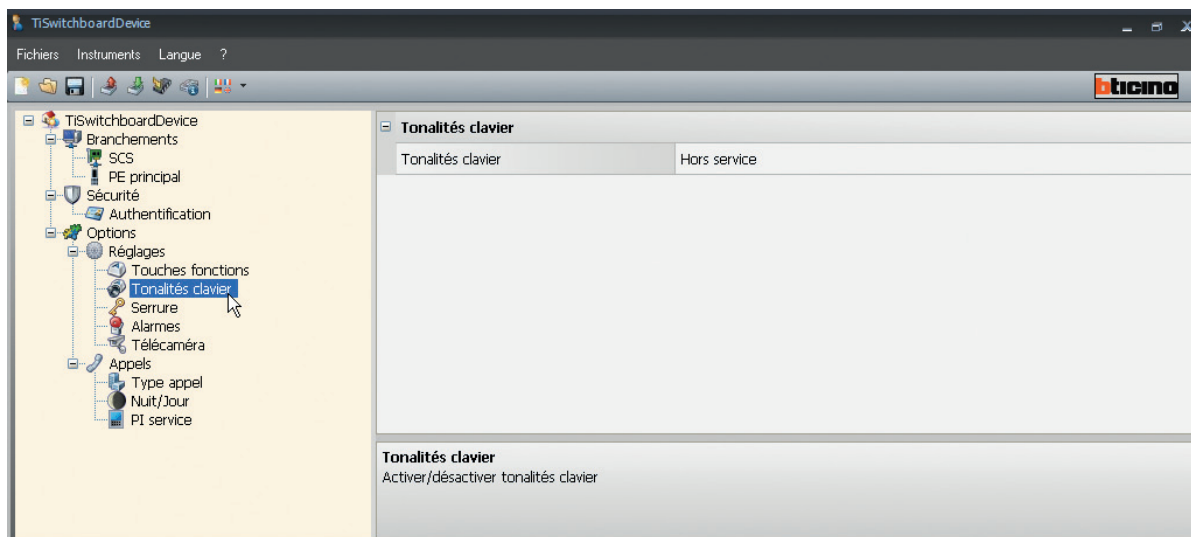 TiSwitchboardDevice
Fichiers Instruments Langue ?
bticino
TiSwitchboardDevice
Branchements
SCS
PE principal
Sécurité
Authentification
Options
Réglages
Touches fonctions
Tonalités clavier
Serrure
Alarmes
Télécaméra
Appels
Type appel
Nuit/Jour
PI service
Tonalités clavier
Tonalités clavier Hors service
Tonalités clavier
Activer/désactiver tonalités clavier